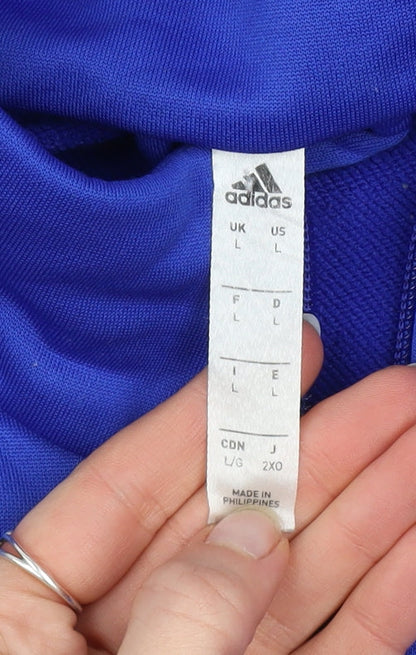 adidas
UK US
L L
F D
L L
I E
L L
CDN J
L/G 2XO
MADE IN
PHILIPPINES